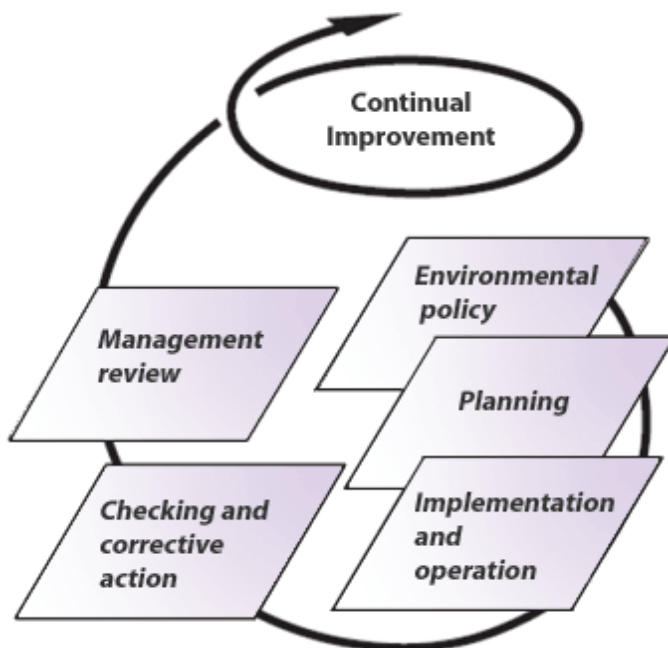 Continual
Improvement
Environmental
policy
Planning
Implementation
and
operation
Checking and
corrective
action
Management
review